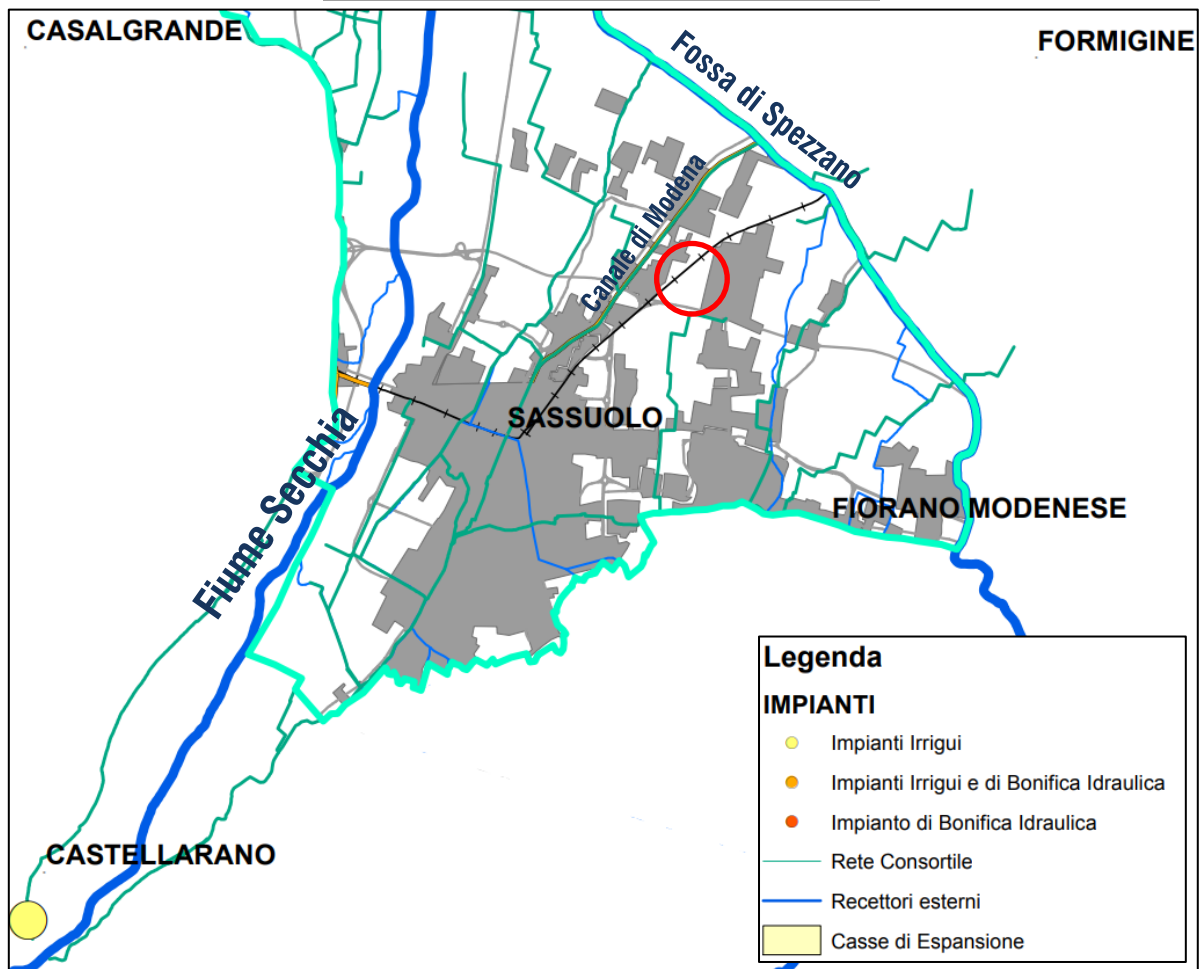 CASALGRANDE
FORMIGINE
Fossa di Spezzano
Canale di Modena
SASSUOLO
Fiume Secchia
FIORANO MODENESE
CASTELLARANO
Legenda
IMPIANTI
Impianti Irrigui
Impianti Irrigui e di Bonifica Idraulica
Impianto di Bonifica Idraulica
Rete Consortile
Recettori esterni
Casse di Espansione